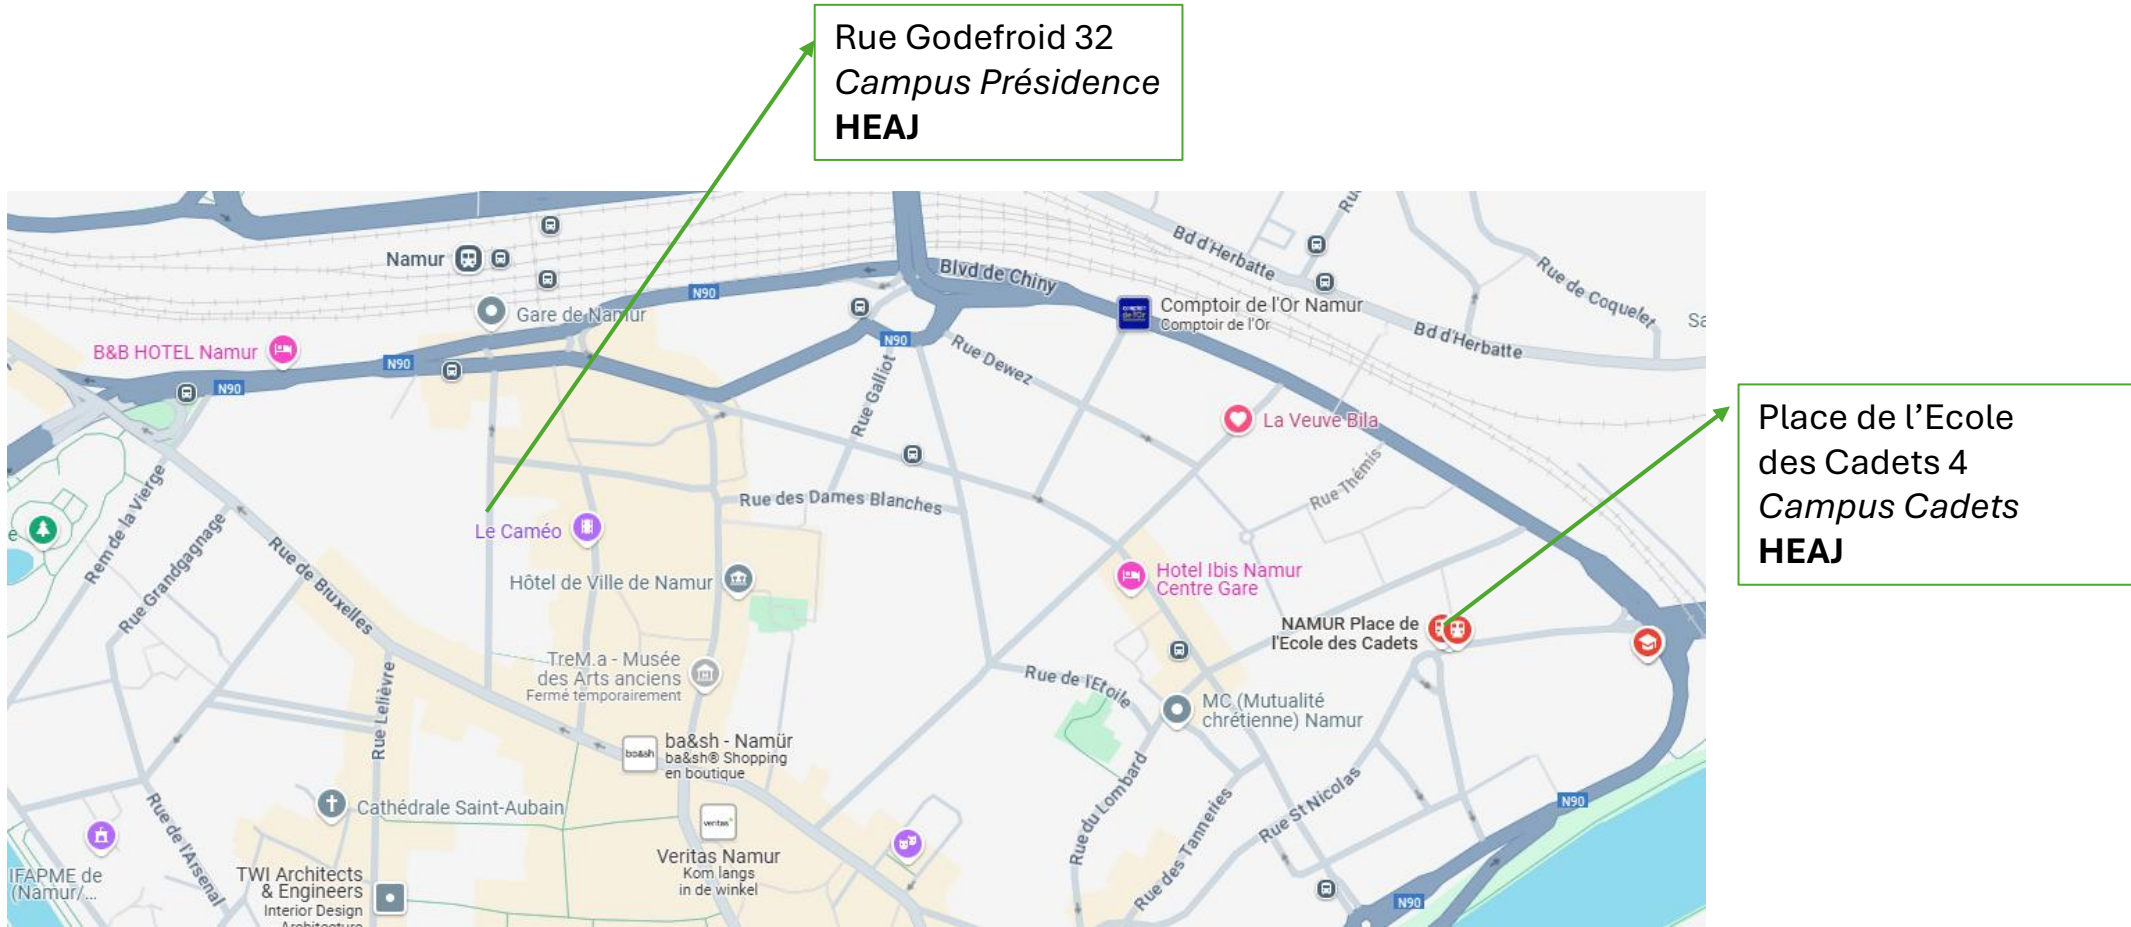 Rue Godefroid 32
Campus Présidence
HEAJ
Place de l’Ecole
des Cadets 4
Campus Cadets
HEAJ
Namur
Gare de Namur
B&B HOTEL Namur
N90
N90
N90
N90
Blvd de Chiny
Bd d'Herbatte
Bd d'Herbatte
Rue de Coquelet
Comptoir de l'Or Namur
Comptoir de l'Or
Rue Dewez
Rue Galliot
La Veuve Bila
Rue Thémis
Rue des Dames Blanches
Rem de la Vierge
Rue Grandgagnage
Rue de Bruxelles
Le Caméo
Hôtel de Ville de Namur
Hotel Ibis Namur
Centre Gare
NAMUR Place de
l'Ecole des Cadets
TreM.a - Musée
des Arts anciens
Fermé temporairement
Rue de l'Etoile
MC (Mutualité
chrétienne) Namur
Rue Lelièvre
ba&sh
ba&sh - Namür
ba&sh® Shopping
en boutique
Cathédrale Saint-Aubain
veritas
Veritas Namur
Kom langs
in de winkel
Rue du Lombard
Rue des Tanneries
Rue St Nicolas
N90
N90
Rue de l'Arsenal
IFAPME de
(Namur/...
TWI Architects
& Engineers
Interior Design
Architecture